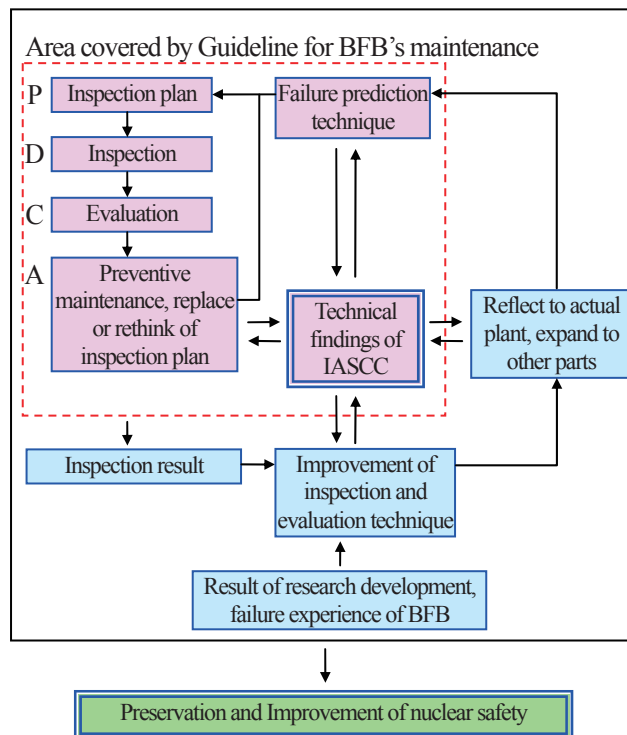 Area covered by Guideline for BFB's maintenance
P
Inspection plan
Failure prediction
technique
D
Inspection
C
Evaluation
A
Preventive
maintenance, replace
or rethink of
inspection plan
Technical
findings of
IASCC
Reflect to actual
plant, expand to
other parts
Inspection result
Improvement of
inspection and
evaluation technique
Result of research development,
failure experience of BFB
Preservation and Improvement of nuclear safety